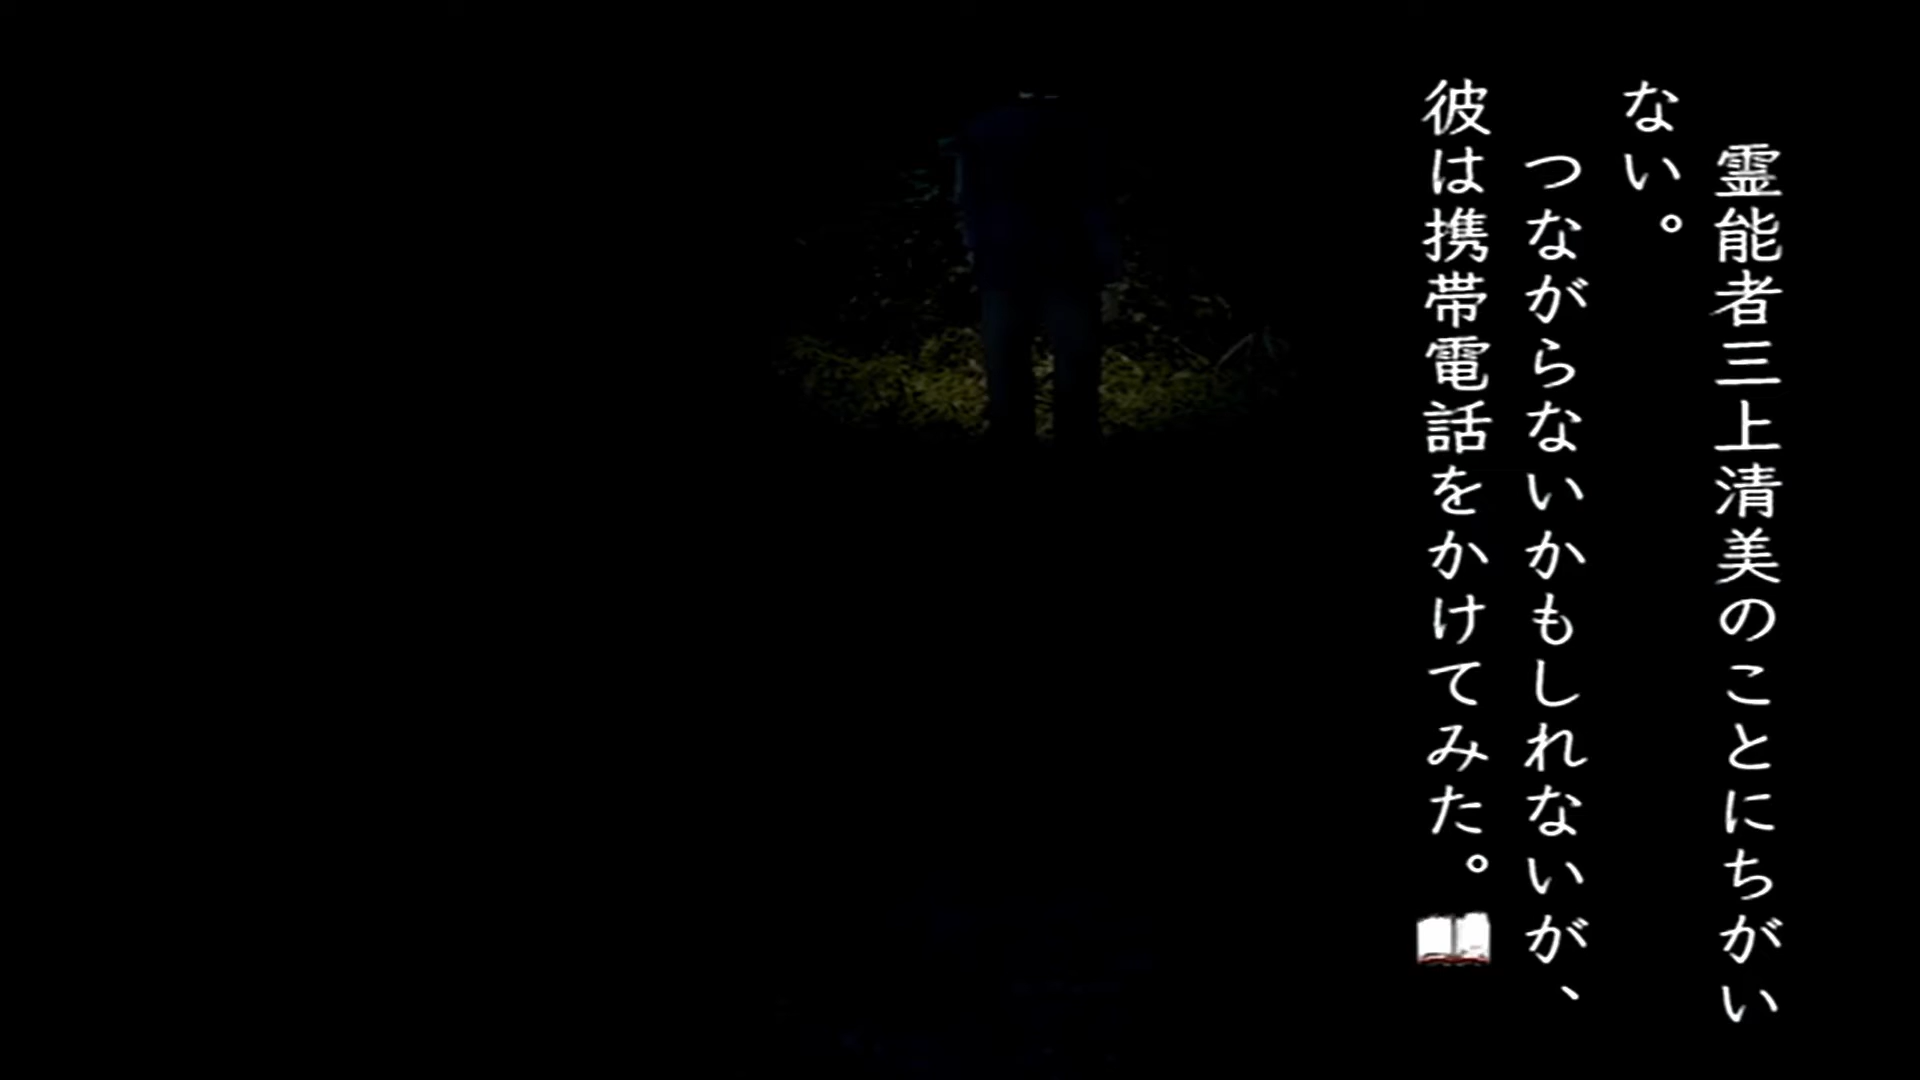 霊能者三上清美のことにちがい
ない。
つながらないかもしれないが、
彼は携帯電話をかけてみた。